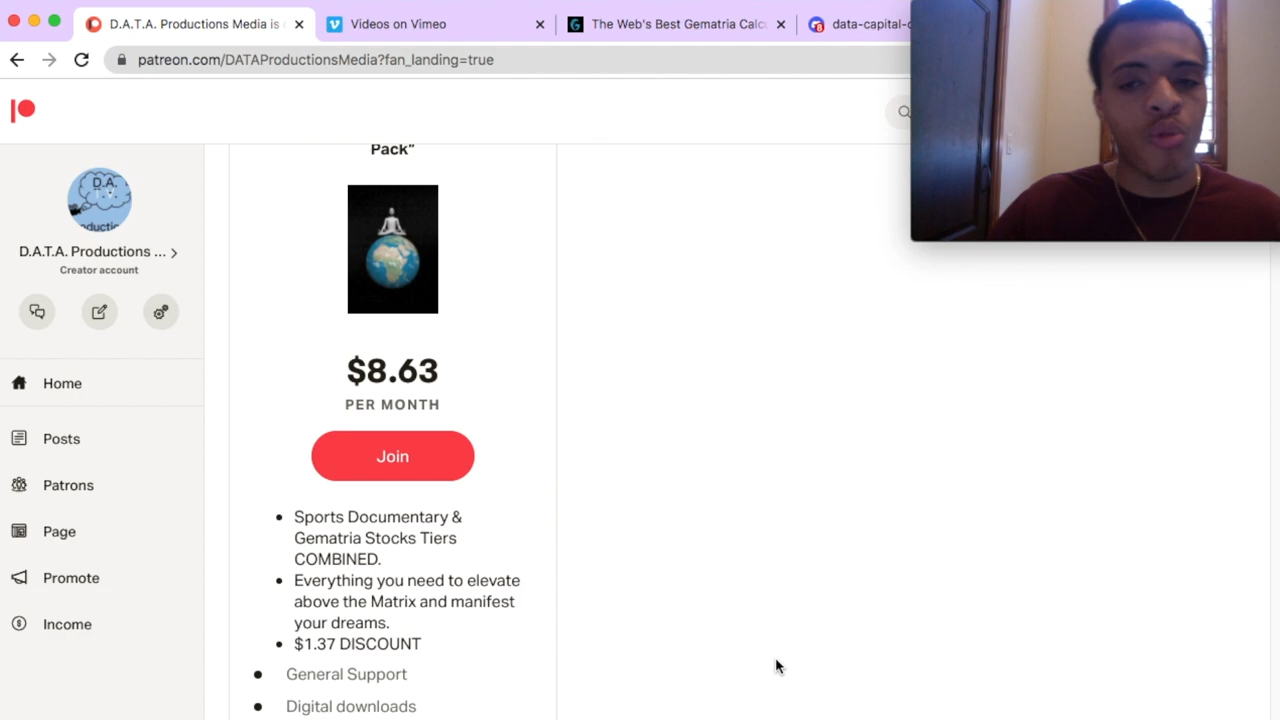 D.A.T.A. Productions Media is
Videos on Vimeo
The Web's Best Gematria Calc
data-capital-
patreon.com/DATAProductionsMedia?fan_landing=true
Pack”
D.A.
D.A.T.A. Productions ...
Creator account
Home
Posts
Patrons
Page
Promote
Income
$8.63
PER MONTH
Join
Sports Documentary &
Gematria Stocks Tiers
COMBINED.
Everything you need to elevate
above the Matrix and manifest
your dreams.
$1.37 DISCOUNT
General Support
Digital downloads